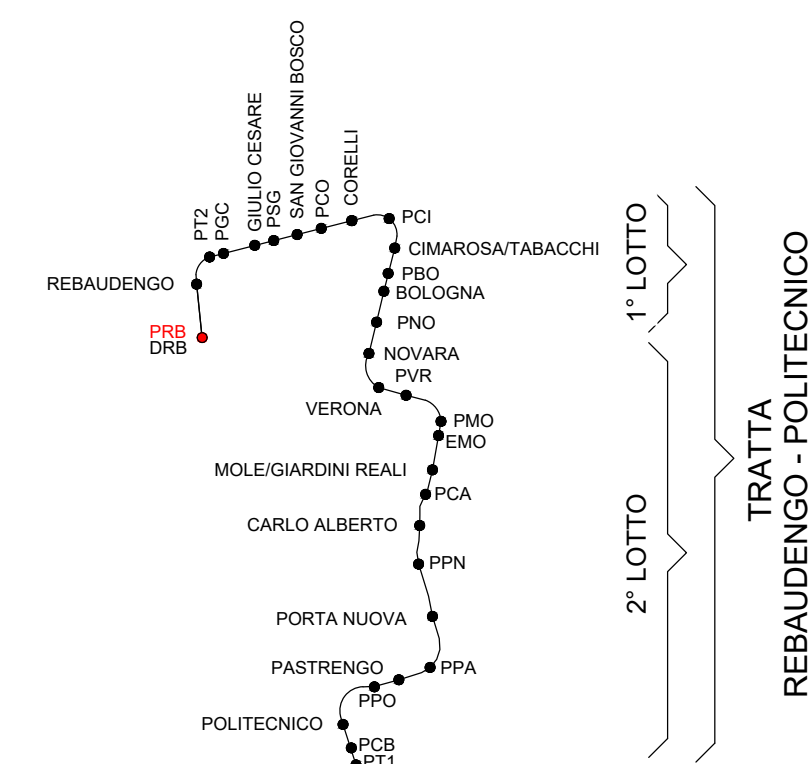 SAN GIOVANNI BOSCO
GIULIO CESARE
CORELLI
PCO
PSG
PGC
PT2
PCI
REBAUDENGO
PRB
DRB
CIMAROSA/TABACCHI
PBO
BOLOGNA
PNO
NOVARA
PVR
VERONA
PMO
EMO
MOLE/GIARDINI REALI
PCA
CARLO ALBERTO
PPN
PORTA NUOVA
PASTRENGO
PPA
PPO
POLITECNICO
PCB
PT1
1° LOTTO
2° LOTTO
TRATTA
REBAUDENGO - POLITECNICO